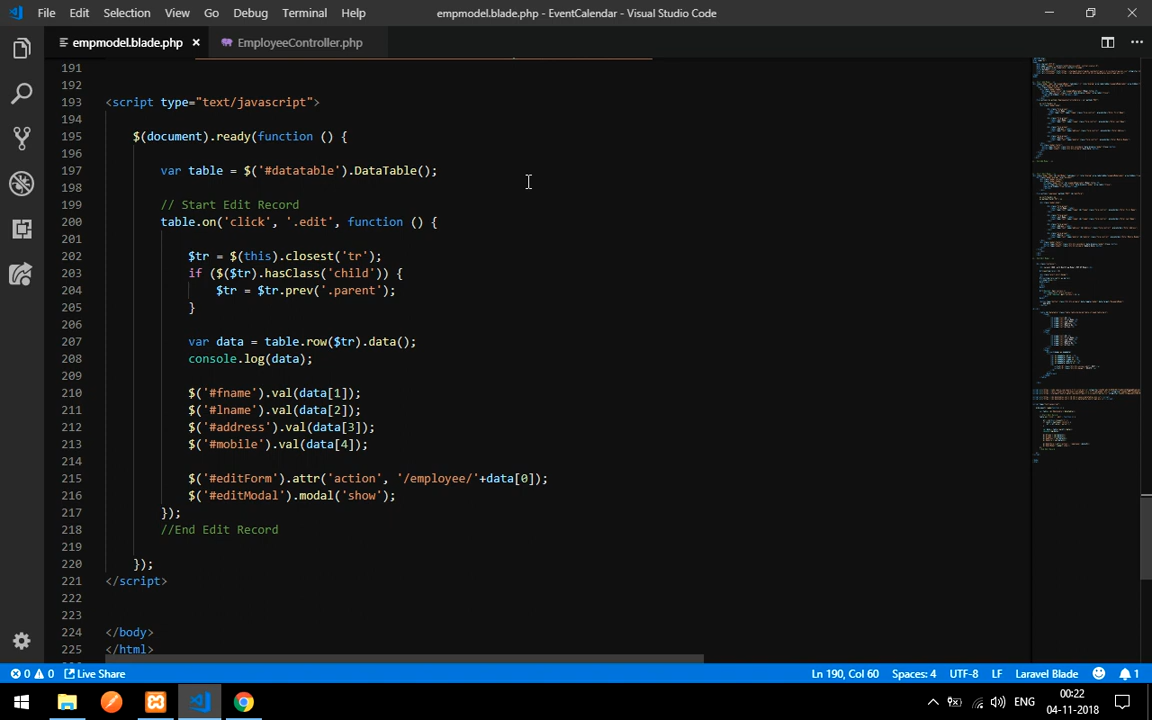 File Edit Selection View Go Debug Terminal Help empmodel.blade.php - EventCalendar - Visual Studio Code
empmodel.blade.php × EmployeeController.php
191
192
193 <script type="text/javascript">
194
195 $(document).ready(function () {
196
197 var table = $('#datatable').DataTable();
198
199 // Start Edit Record
200 table.on('click', '.edit', function () {
201
202 $tr = $(this).closest('tr');
203 if ($($tr).hasClass('child')) {
204 $tr = $tr.prev('.parent');
205 }
206
207 var data = table.row($tr).data();
208 console.log(data);
209
210 $('#fname').val(data[1]);
211 $('#lname').val(data[2]);
212 $('#address').val(data[3]);
213 $('#mobile').val(data[4]);
214
215 $('#editForm').attr('action', '/employee/'+data[0]);
216 $('#editModal').modal('show');
217 });
218 //End Edit Record
219
220 });
221 </script>
222
223
224 </body>
225 </html>
0 0 Live Share Ln 190, Col 60 Spaces: 4 UTF-8 LF Laravel Blade 1
ENG 00:22
04-11-2018